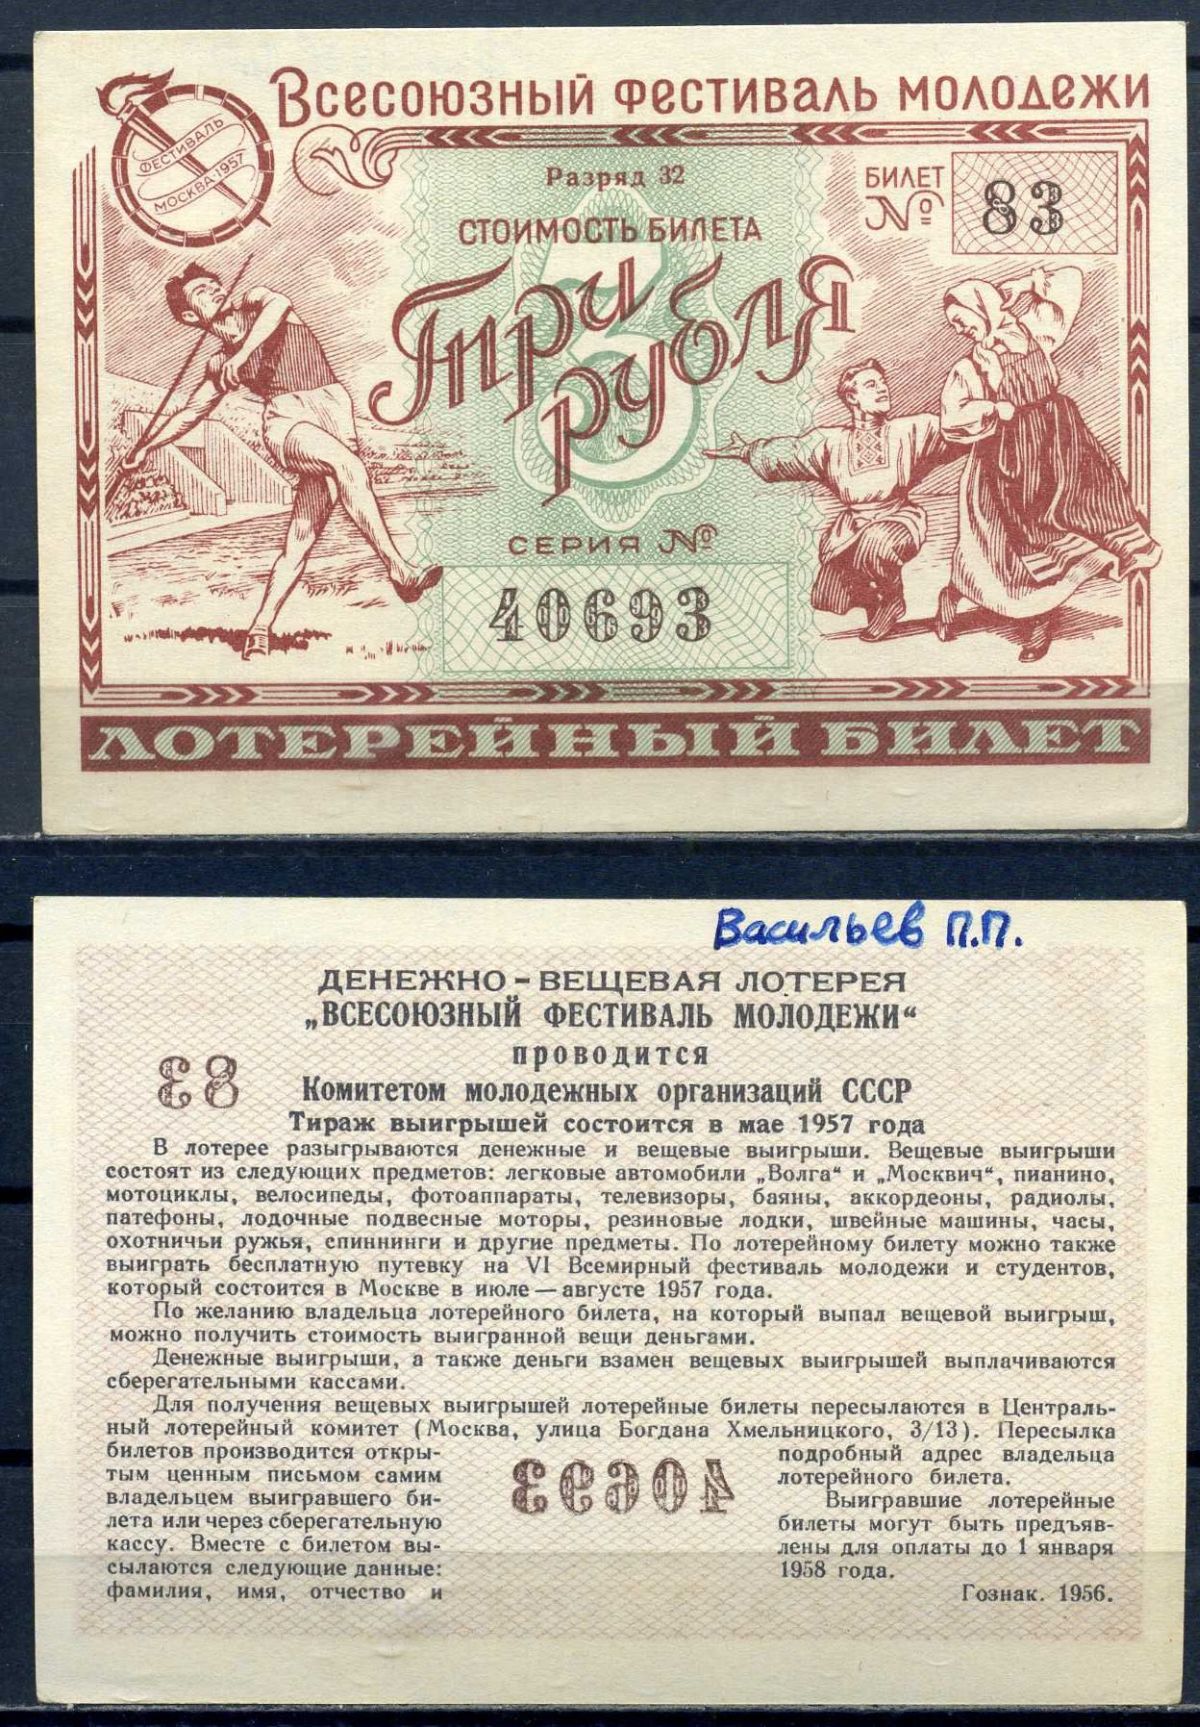 Всесоюзный фестиваль молодежи
ФЕСТИВАЛЬ
МОСКВА·1957
Разряд 32
БИЛЕТ
№ 83
СТОИМОСТЬ БИЛЕТА
3
Три
рубля
СЕРИЯ №
40693
ЛОТЕРЕЙНЫЙ БИЛЕТ
Васильев П.П.
ДЕНЕЖНО-ВЕЩЕВАЯ ЛОТЕРЕЯ
„ВСЕСОЮЗНЫЙ ФЕСТИВАЛЬ МОЛОДЕЖИ“
проводится
83
Комитетом молодежных организаций СССР
Тираж выигрышей состоится в мае 1957 года
В лотерее разыгрываются денежные и вещевые выигрыши. Вещевые выигрыши
состоят из следующих предметов: легковые автомобили „Волга“ и „Москвич“, пианино,
мотоциклы, велосипеды, фотоаппараты, телевизоры, баяны, аккордеоны, радиолы,
патефоны, лодочные подвесные моторы, резиновые лодки, швейные машины, часы,
охотничьи ружья, спиннинги и другие предметы. По лотерейному билету можно также
выиграть бесплатную путевку на VI Всемирный фестиваль молодежи и студентов,
который состоится в Москве в июле—августе 1957 года.
По желанию владельца лотерейного билета, на который выпал вещевой выигрыш,
можно получить стоимость выигранной вещи деньгами.
Денежные выигрыши, а также деньги взамен вещевых выигрышей выплачиваются
сберегательными кассами.
Для получения вещевых выигрышей лотерейные билеты пересылаются в Централь-
ный лотерейный комитет (Москва, улица Богдана Хмельницкого, 3/13). Пересылка
билетов производится откры-
тым ценным письмом самим
владельцем выигравшего би-
лета или через сберегательную
кассу. Вместе с билетом вы-
сылаются следующие данные:
фамилия, имя, отчество и
40693
подробный адрес владельца
лотерейного билета.
Выигравшие лотерейные
билеты могут быть предъяв-
лены для оплаты до 1 января
1958 года.
Гознак. 1956.